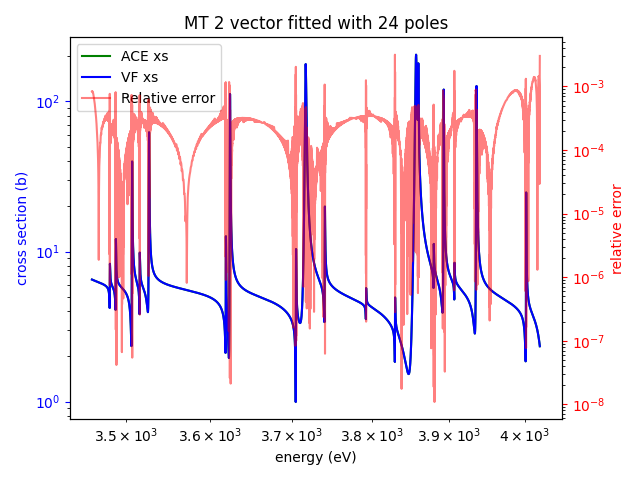 MT 2 vector fitted with 24 poles
ACE xs
VF xs
Relative error
cross section (b)
10²
10¹
10⁰
relative error
10⁻³
10⁻⁴
10⁻⁵
10⁻⁶
10⁻⁷
10⁻⁸
3.5 × 10³ 3.6 × 10³ 3.7 × 10³ 3.8 × 10³ 3.9 × 10³ 4 × 10³
energy (eV)